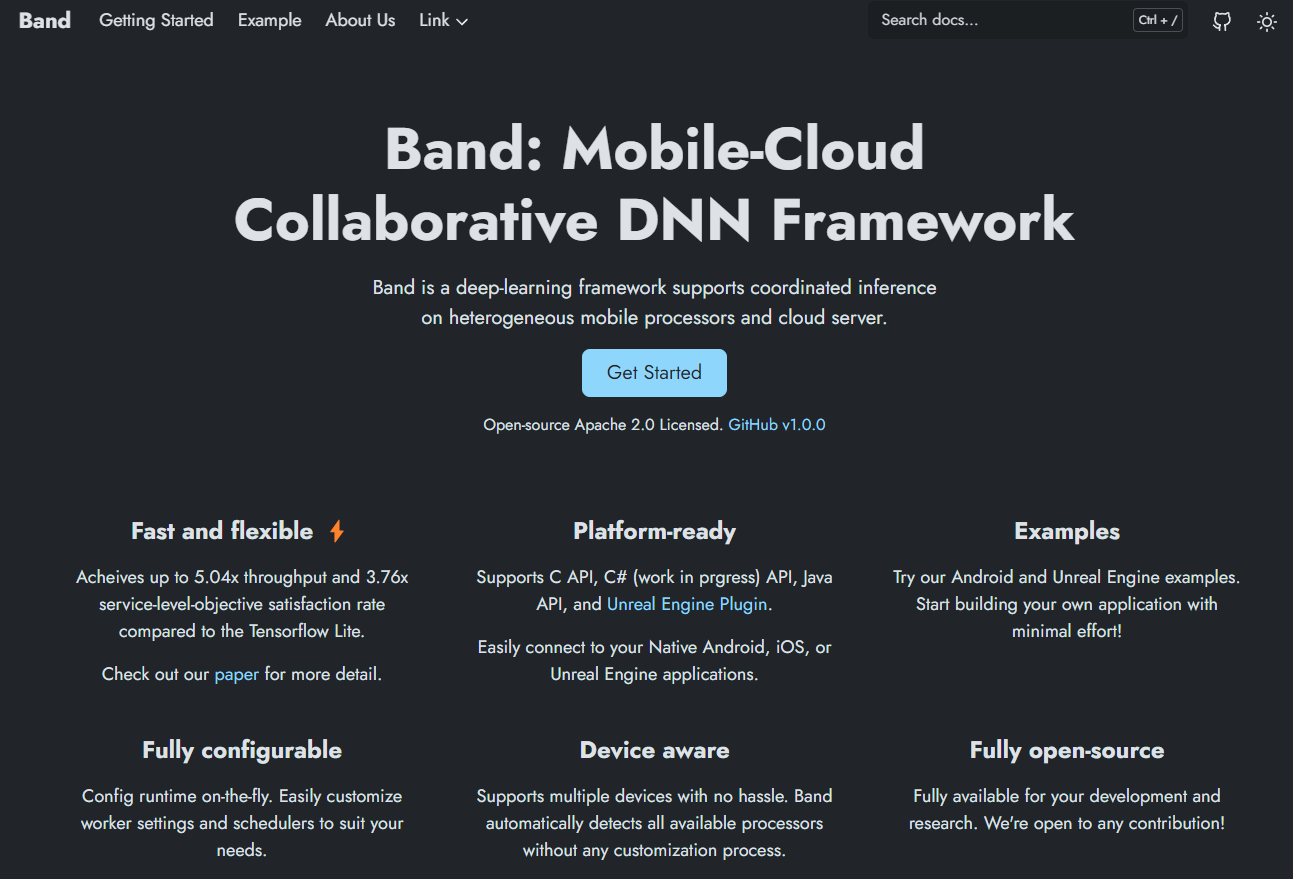 Band Getting Started Example About Us Link Search docs... Ctrl + /
Band: Mobile-Cloud
Collaborative DNN Framework
Band is a deep-learning framework supports coordinated inference
on heterogeneous mobile processors and cloud server.
Get Started
Open-source Apache 2.0 Licensed. GitHub v1.0.0
Fast and flexible
Acheives up to 5.04x throughput and 3.76x
service-level-objective satisfaction rate
compared to the Tensorflow Lite.
Check out our paper for more detail.
Platform-ready
Supports C API, C# (work in prgress) API, Java
API, and Unreal Engine Plugin.
Easily connect to your Native Android, iOS, or
Unreal Engine applications.
Examples
Try our Android and Unreal Engine examples.
Start building your own application with
minimal effort!
Fully configurable
Config runtime on-the-fly. Easily customize
worker settings and schedulers to suit your
needs.
Device aware
Supports multiple devices with no hassle. Band
automatically detects all available processors
without any customization process.
Fully open-source
Fully available for your development and
research. We're open to any contribution!